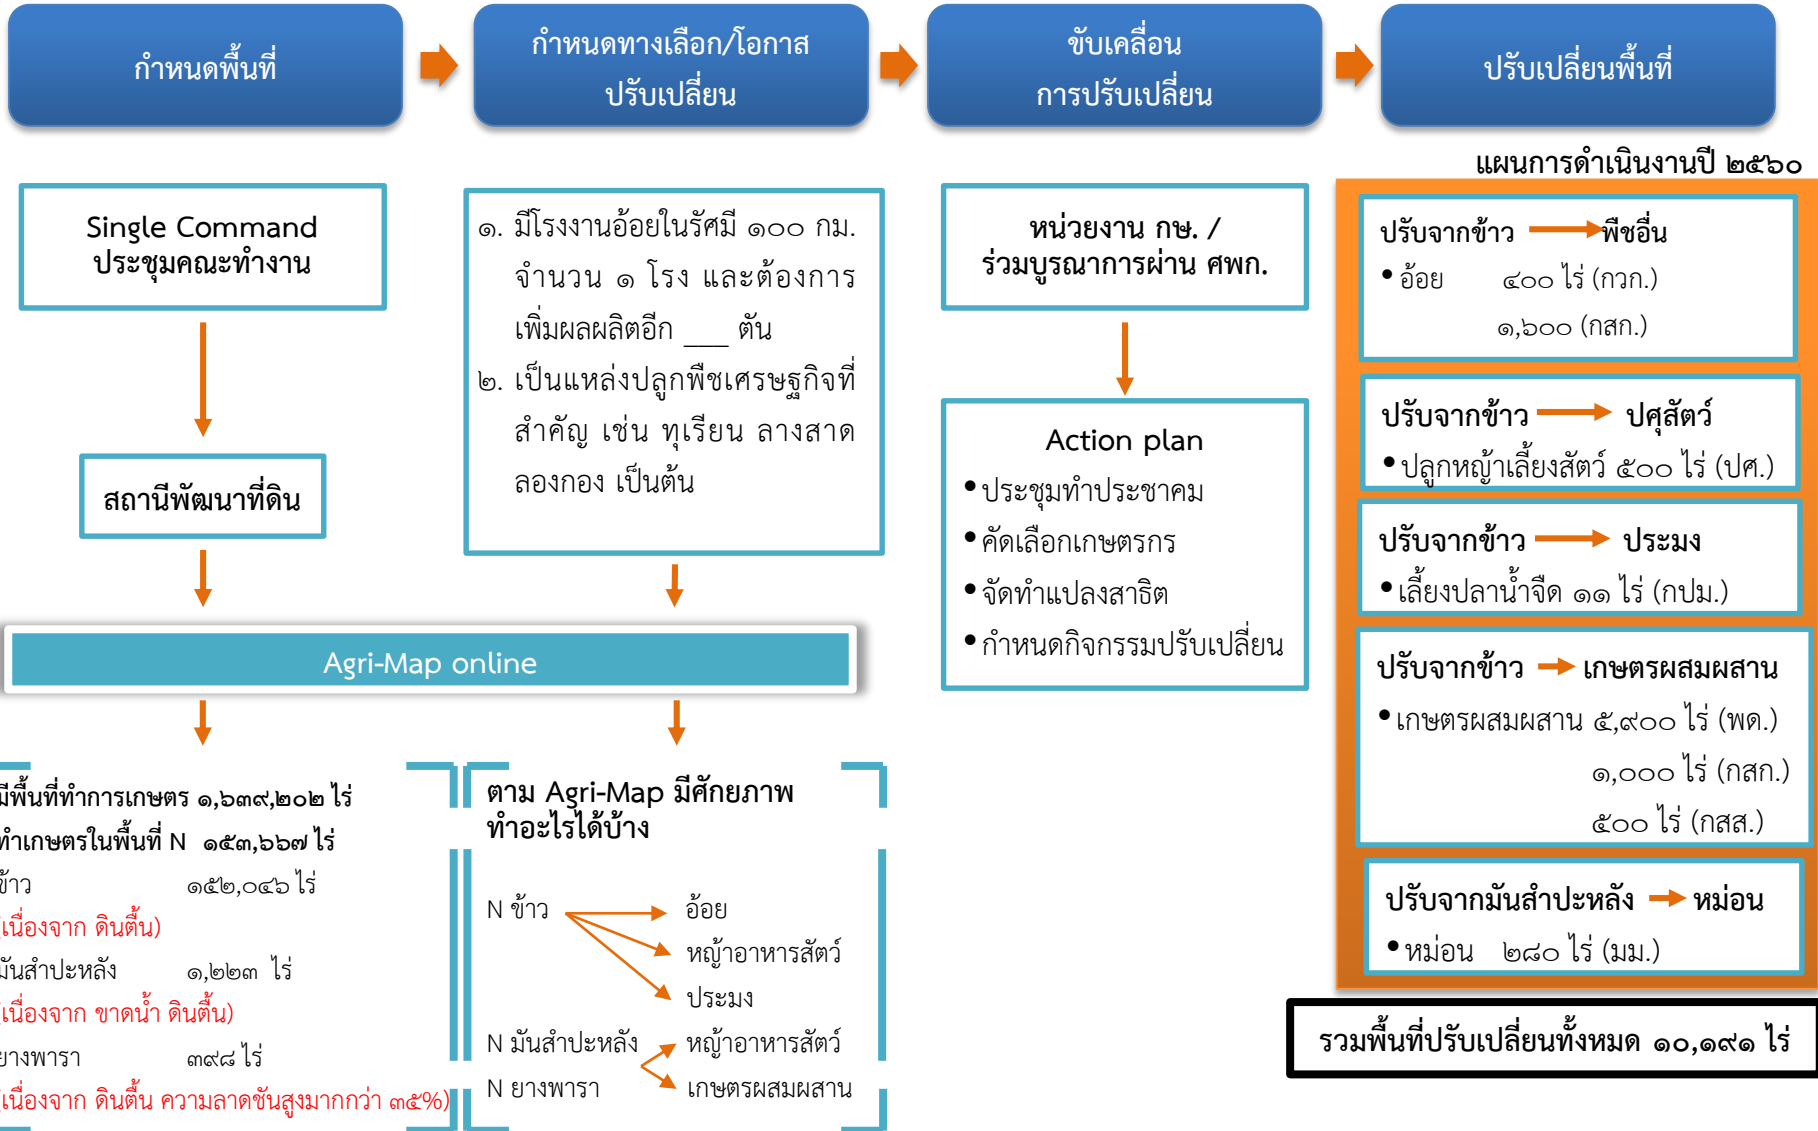 กำหนดพื้นที่
กำหนดทางเลือก/โอกาส
ปรับเปลี่ยน
ขับเคลื่อน
การปรับเปลี่ยน
ปรับเปลี่ยนพื้นที่
Single Command
ประชุมคณะทำงาน
สถานีพัฒนาที่ดิน
๑. มีโรงงานอ้อยในรัศมี ๑๐๐ กม.
จำนวน ๑ โรง และต้องการ
เพิ่มผลผลิตอีก ___ ตัน
๒. เป็นแหล่งปลูกพืชเศรษฐกิจที่
สำคัญ เช่น ทุเรียน ลางสาด
ลองกอง เป็นต้น
Agri-Map online
มีพื้นที่ทำการเกษตร ๑,๖๓๙,๒๐๒ ไร่
ทำเกษตรในพื้นที่ N ๑๕๓,๖๖๗ ไร่
ข้าว ๑๕๒,๐๔๖ ไร่
(เนื่องจาก ดินตื้น)
มันสำปะหลัง ๑,๒๒๓ ไร่
(เนื่องจาก ขาดน้ำ ดินตื้น)
ยางพารา ๓๙๘ ไร่
(เนื่องจาก ดินตื้น ความลาดชันสูงมากกว่า ๓๕%)
ตาม Agri-Map มีศักยภาพ
ทำอะไรได้บ้าง
N ข้าว อ้อย
หญ้าอาหารสัตว์
ประมง
N มันสำปะหลัง หญ้าอาหารสัตว์
N ยางพารา เกษตรผสมผสาน
หน่วยงาน กษ. /
ร่วมบูรณาการผ่าน ศพก.
Action plan
•ประชุมทำประชาคม
•คัดเลือกเกษตรกร
•จัดทำแปลงสาธิต
•กำหนดกิจกรรมปรับเปลี่ยน
แผนการดำเนินงานปี ๒๕๖๐
ปรับจากข้าว พืชอื่น
•อ้อย ๔๐๐ ไร่ (กวก.)
๑,๖๐๐ (กสก.)
ปรับจากข้าว ปศุสัตว์
•ปลูกหญ้าเลี้ยงสัตว์ ๕๐๐ ไร่ (ปศ.)
ปรับจากข้าว ประมง
•เลี้ยงปลาน้ำจืด ๑๑ ไร่ (กปม.)
ปรับจากข้าว เกษตรผสมผสาน
•เกษตรผสมผสาน ๕,๙๐๐ ไร่ (พด.)
๑,๐๐๐ ไร่ (กสก.)
๕๐๐ ไร่ (กสส.)
ปรับจากมันสำปะหลัง หม่อน
•หม่อน ๒๘๐ ไร่ (มม.)
รวมพื้นที่ปรับเปลี่ยนทั้งหมด ๑๐,๑๙๑ ไร่